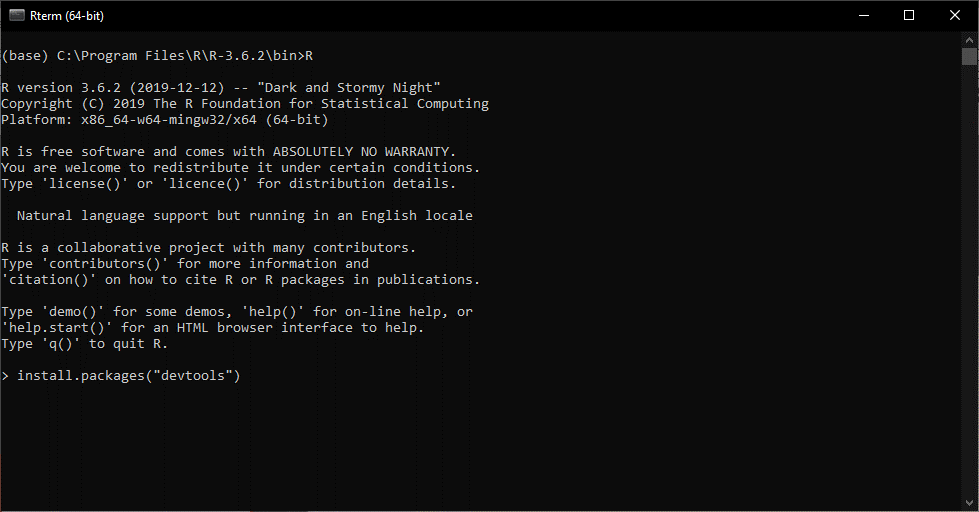 Rterm (64-bit)
(base) C:\Program Files\R\R-3.6.2\bin>R
R version 3.6.2 (2019-12-12) -- "Dark and Stormy Night"
Copyright (C) 2019 The R Foundation for Statistical Computing
Platform: x86_64-w64-mingw32/x64 (64-bit)
R is free software and comes with ABSOLUTELY NO WARRANTY.
You are welcome to redistribute it under certain conditions.
Type 'license()' or 'licence()' for distribution details.
  Natural language support but running in an English locale
R is a collaborative project with many contributors.
Type 'contributors()' for more information and
'citation()' on how to cite R or R packages in publications.
Type 'demo()' for some demos, 'help()' for on-line help, or
'help.start()' for an HTML browser interface to help.
Type 'q()' to quit R.
> install.packages("devtools")